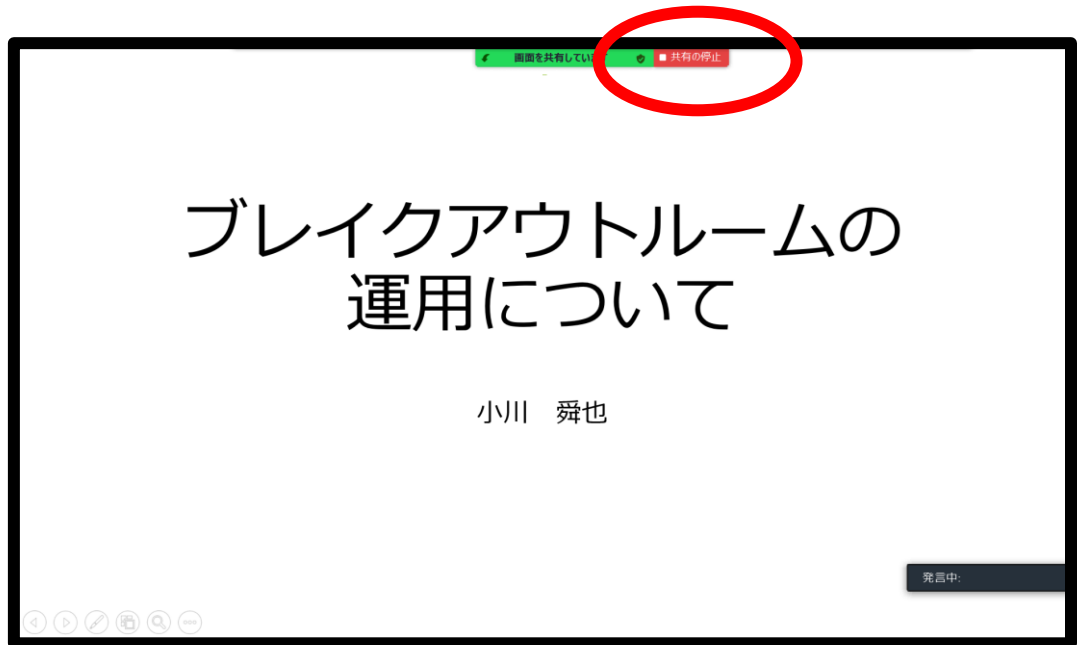 画面を共有してい
共有の停止
ブレイクアウトルームの
運用について
小川 舜也
発言中: